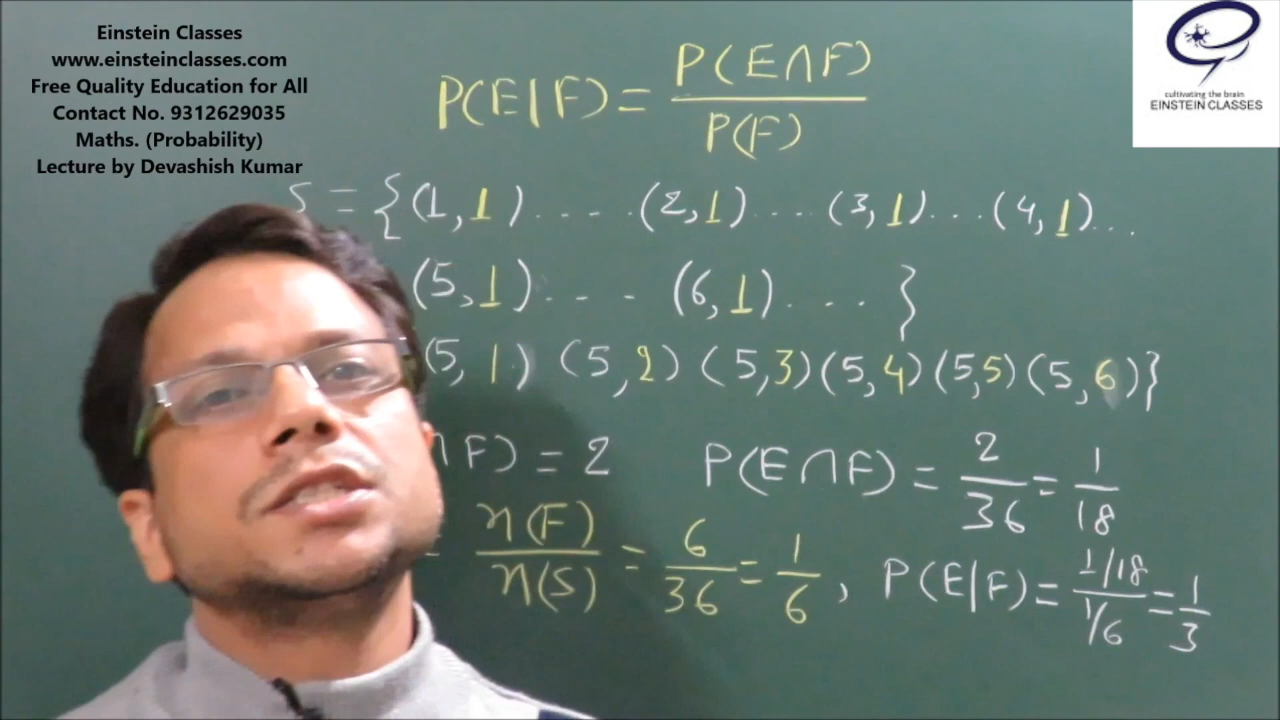 Einstein Classes
www.einsteinclasses.com
Free Quality Education for All
Contact No. 9312629035
Maths. (Probability)
Lecture by Devashish Kumar
cultivating the brain
EINSTEIN CLASSES
P(E|F) = P(E∩F) / P(F)
S = {(1, 1) .... (2, 1) ... (3, 1) ... (4, 1) ...
(5, 1) ... (6, 1) .... }
(5, 1) (5, 2) (5, 3) (5, 4) (5, 5) (5, 6)}
∩F) = 2 P(E∩F) = 2/36 = 1/18
= n(F)/n(S) = 6/36 = 1/6 , P(E|F) = (1/18)/(1/6) = 1/3